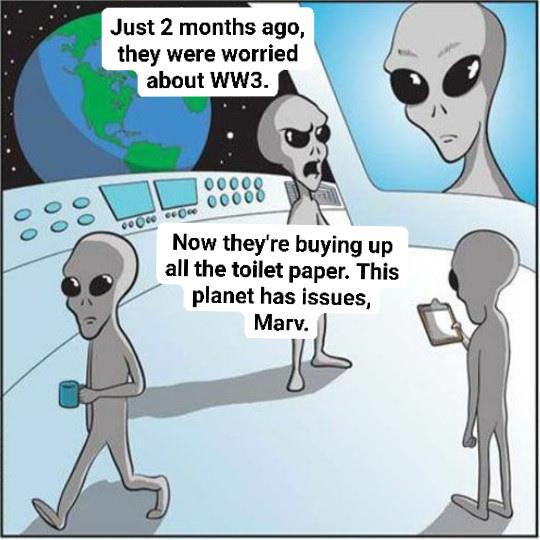 Just 2 months ago,
they were worried
about WW3.
Now they're buying up
all the toilet paper. This
planet has issues,
Marv.